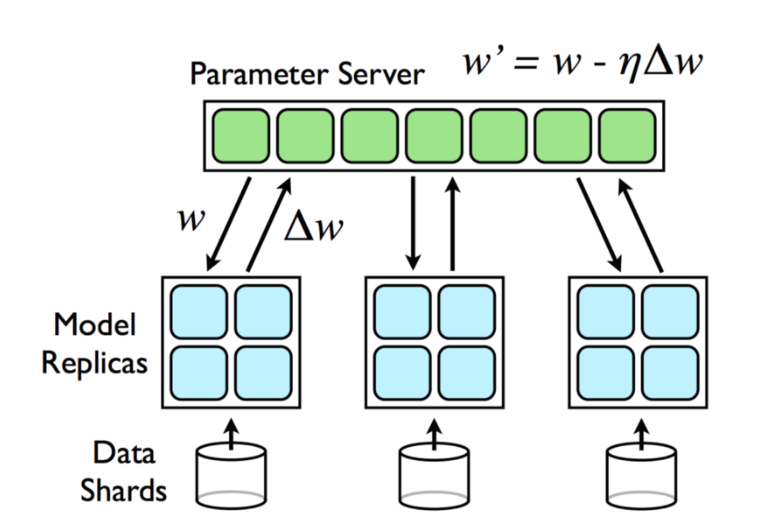 Parameter Server
w’ = w - ηΔw
w
Δw
Model
Replicas
Data
Shards